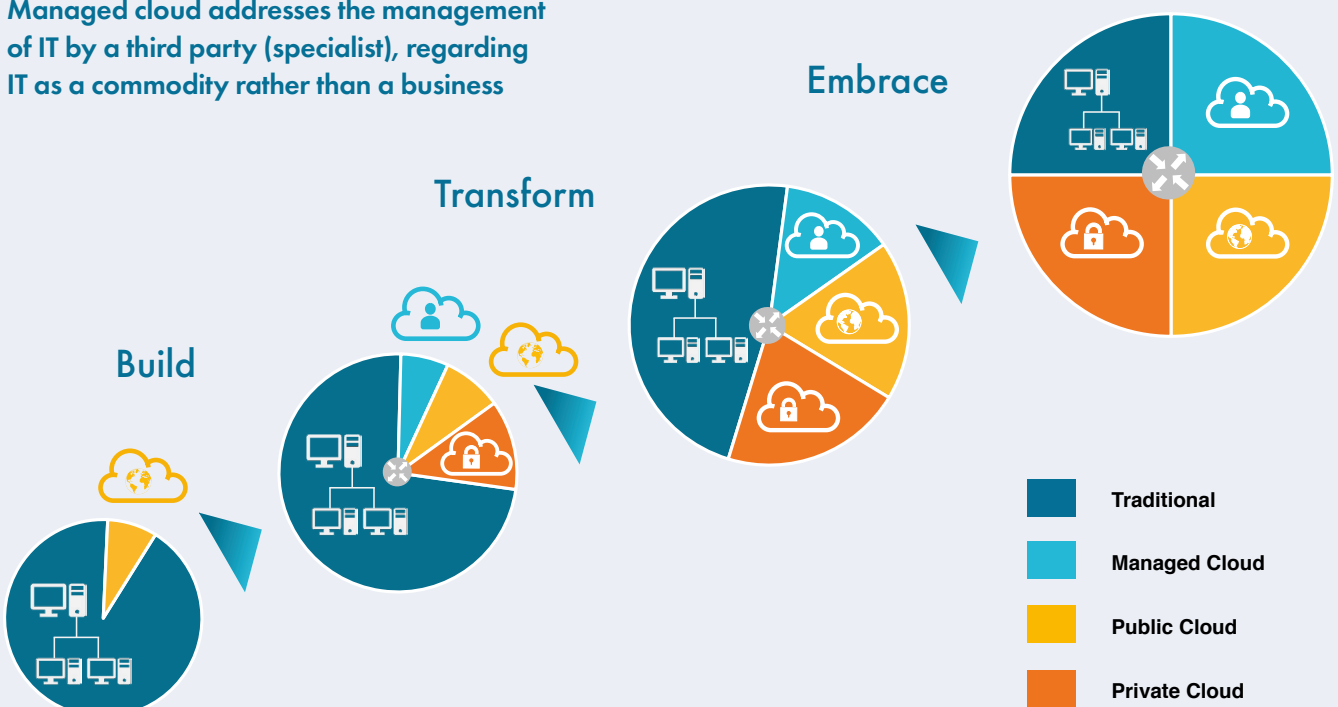 Managed cloud addresses the management
of IT by a third party (specialist), regarding
IT as a commodity rather than a business
Embrace
Transform
Build
Traditional
Managed Cloud
Public Cloud
Private Cloud